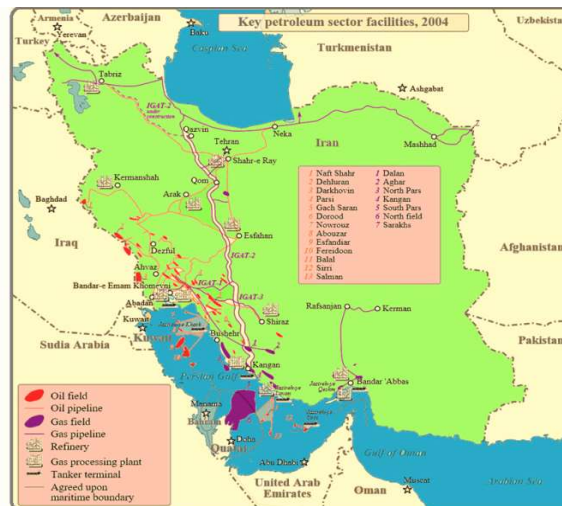 Key petroleum sector facilities, 2004
Armenia
Yerevan
Azerbaijan
Baku
Caspian Sea
Turkmenistan
Uzbekistan
Turkey
Ashgabat
Tabriz
IGAT-2
under
construction
Qazvin
Neka
Mashhad
Tehran
Iran
Shahr-e Ray
Kermanshah
Qom
Arak
Baghdad
Esfahan
Iraq
Dezful
IGAT-2
Afghanistan
Ahvaz
Bandar-e Emam Khomeyni
IGAT-1
IGAT-3
Abadan
Rafsanjan
Kerman
Kuwait
Kuwait
Shiraz
Pakistan
Sudia Arabia
Bushehr
Persian Gulf
Kangan
Bandar 'Abbas
Manama
Bahrain
Doha
Quatar
Abu Dhabi
Gulf of Oman
United Arab
Emirates
Oman
Muscat
Arabian Sea
1 Naft Shahr
2 Dehluran
3 Darkhovin
4 Parsi
5 Gach Saran
6 Dorood
7 Nowrouz
8 Abouzar
9 Esfandiar
10 Fereidoon
11 Balal
12 Sirri
13 Salman
1 Dalan
2 Aghar
3 North Pars
4 Kangan
5 South Pars
6 North field
7 Sarakhs
Oil field
Oil pipeline
Gas field
Gas pipeline
Refinery
Gas processing plant
Tanker terminal
Agreed upon
maritime boundary